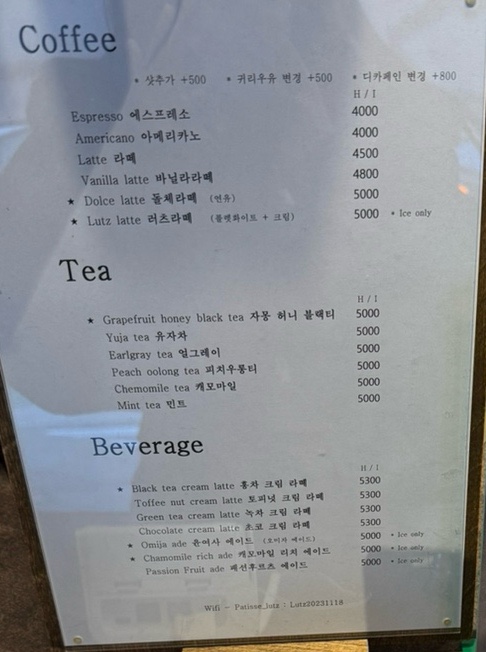 Coffee
* 샷추가 +500 * 귀리우유 변경 +500 * 디카페인 변경 +800
H / I
Espresso 에스프레소 4000
Americano 아메리카노 4000
Latte 라떼 4500
Vanilla latte 바닐라라떼 4800
★ Dolce latte 돌체라떼 (연유) 5000
★ Lutz latte 러츠라떼 (플랫화이트 + 크림) 5000 * Ice only
Tea
H / I
★ Grapefruit honey black tea 자몽 허니 블랙티 5000
Yuja tea 유자차 5000
Earlgray tea 얼그레이 5000
Peach oolong tea 피치우롱티 5000
Chemomile tea 캐모마일 5000
Mint tea 민트 5000
Beverage
H / I
★ Black tea cream latte 홍차 크림 라떼 5300
Toffee nut cream latte 토피넛 크림 라떼 5300
Green tea cream latte 녹차 크림 라떼 5300
Chocolate cream latte 초코 크림 라떼 5300
★ Omija ade 윤여사 에이드 (오미자 에이드) 5000 * Ice only
★ Chamomile rich ade 캐모마일 리치 에이드 5000 * Ice only
Passion Fruit ade 패션후르츠 에이드 5000 * Ice only
Wifi - Patisse_lutz : Lutz20231118